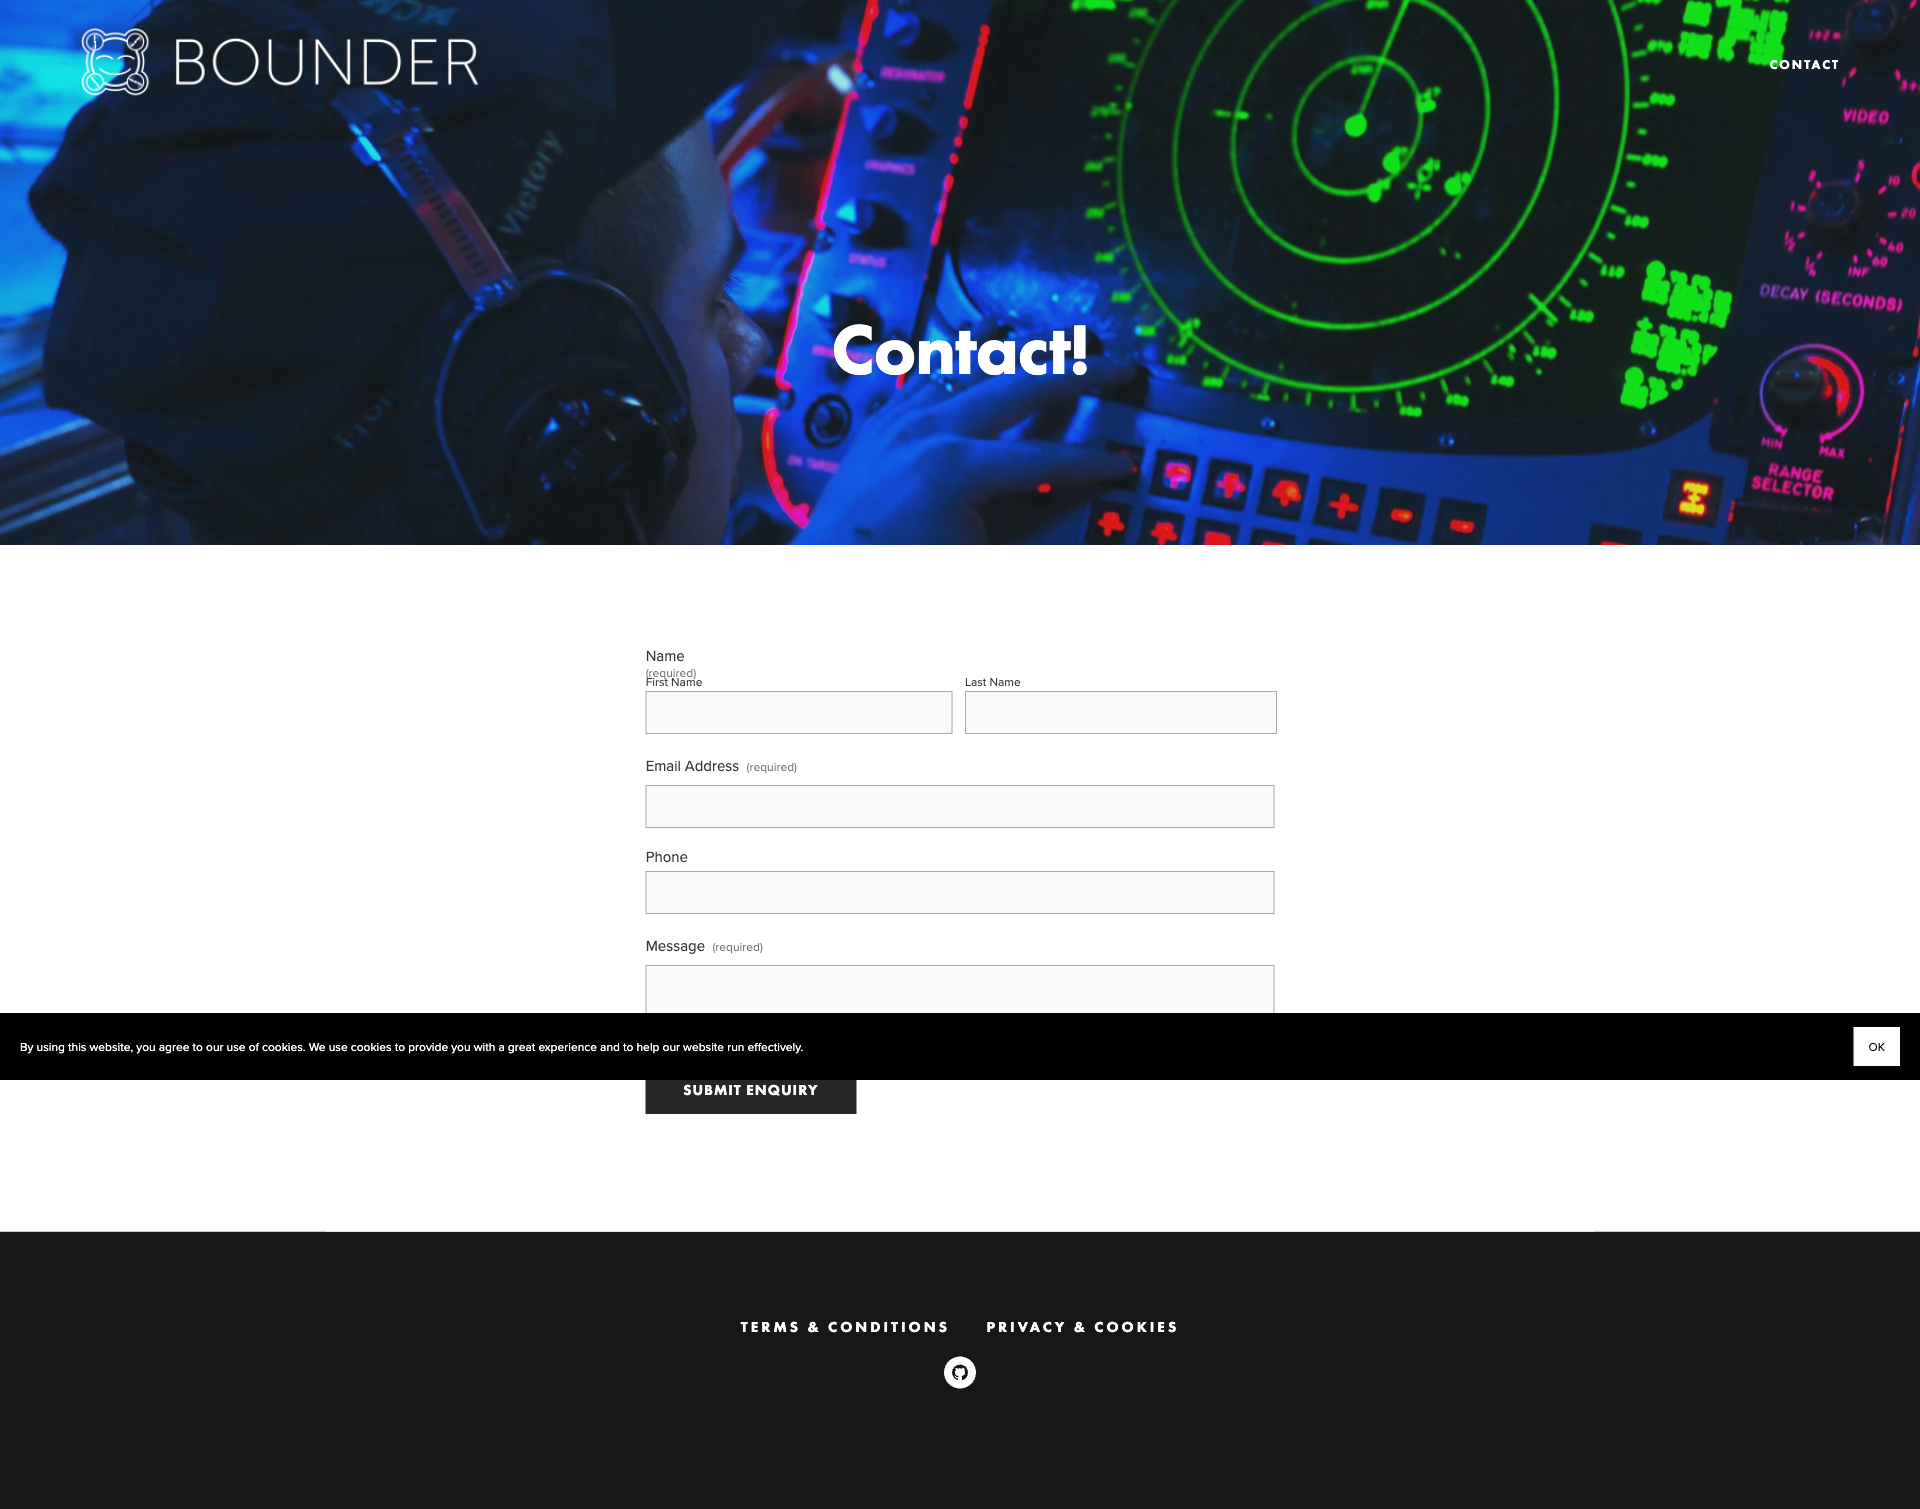 BOUNDER
CONTACT
Victory
VIDEO
DECAY (SECONDS)
MIN
MAX
RANGE
SELECTOR
Contact!
Name
(required)
First Name
Last Name
Email Address (required)
Phone
Message (required)
By using this website, you agree to our use of cookies. We use cookies to provide you with a great experience and to help our website run effectively.
OK
SUBMIT ENQUIRY
TERMS & CONDITIONS
PRIVACY & COOKIES